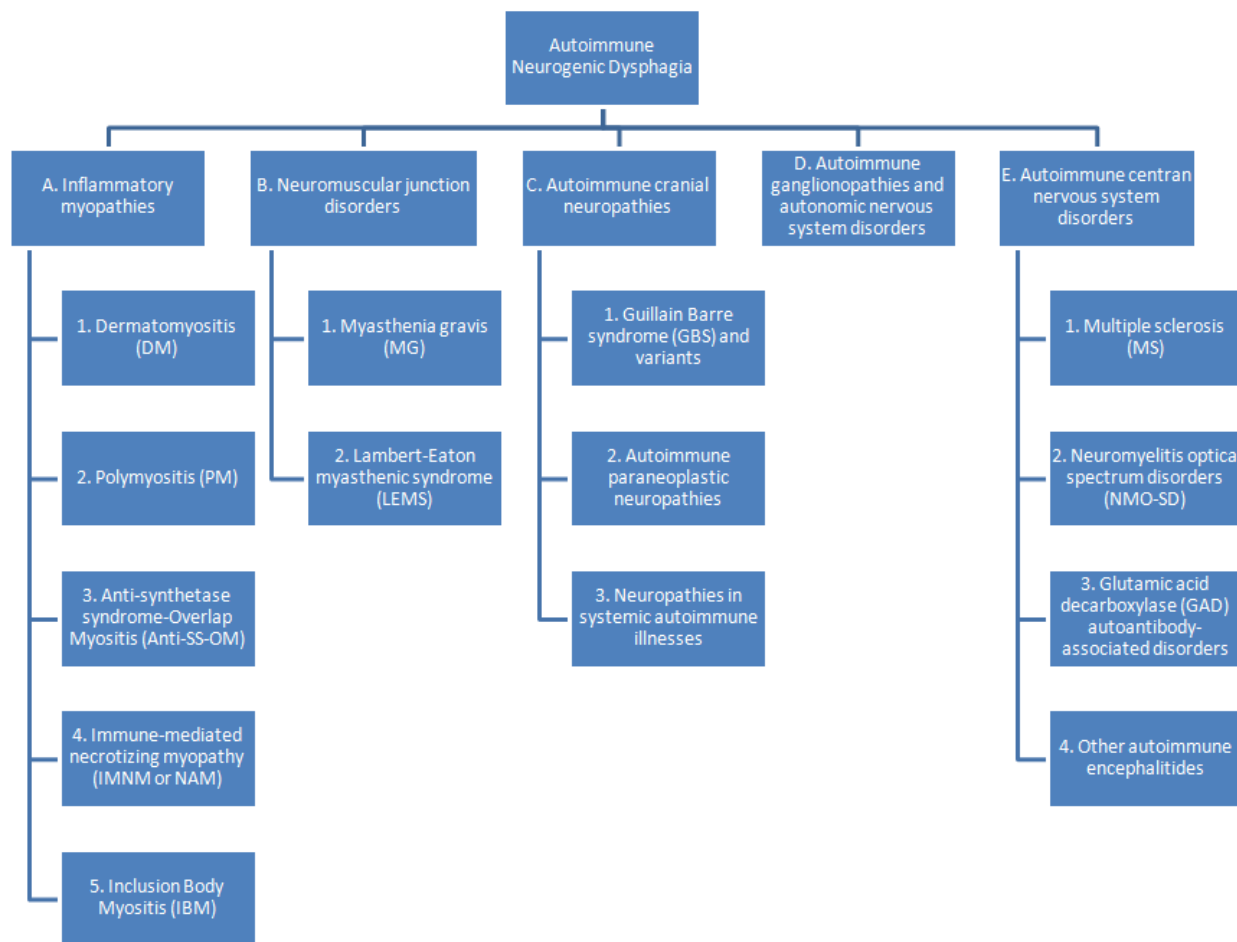 Autoimmune
Neurogenic Dysphagia
A. Inflammatory
myopathies
B. Neuromuscular junction
disorders
C. Autoimmune cranial
neuropathies
D. Autoimmune
ganglionopathies and
autonomic nervous
system disorders
E. Autoimmune centran
nervous system
disorders
1. Dermatomyositis
(DM)
2. Polymyositis (PM)
3. Anti-synthetase
syndrome-Overlap
Myositis (Anti-SS-OM)
4. Immune-mediated
necrotizing myopathy
(IMNM or NAM)
5. Inclusion Body
Myositis (IBM)
1. Myasthenia gravis
(MG)
2. Lambert-Eaton
myasthenic syndrome
(LEMS)
1. Guillain Barre
syndrome (GBS) and
variants
2. Autoimmune
paraneoplastic
neuropathies
3. Neuropathies in
systemic autoimmune
illnesses
1. Multiple sclerosis
(MS)
2. Neuromyelitis optical
spectrum disorders
(NMO-SD)
3. Glutamic acid
decarboxylase (GAD)
autoantibody-
associated disorders
4. Other autoimmune
encephalitides